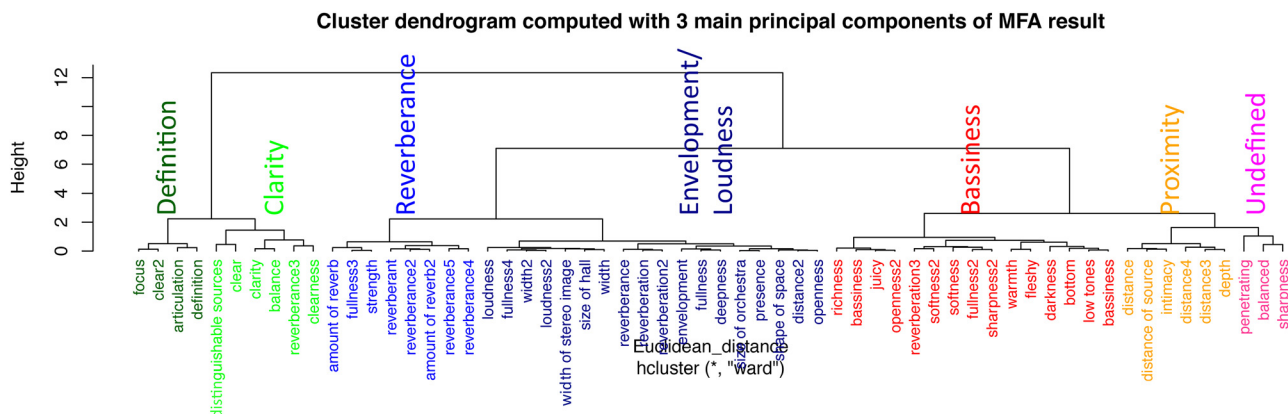 Cluster dendrogram computed with 3 main principal components of MFA result
Height
0
2
4
6
8
12
Definition
Clarity
Reverberance
Envelopment/
Loudness
Bassiness
Proximity
Undefined
focus
clear2
articulation
definition
distinguishable sources
clear
clarity
balance
reverberance3
clearness
amount of reverb
fullness3
strength
reverberant
reverberance2
amount of reverb2
reverberance5
reverberance4
loudness
fullness4
width2
loudness2
width of stereo image
size of hall
width
reverberance
reverberation
reverberation2
envelopment
fullness
deepness
size of orchestra
presence
shape of space
distance2
openness
richness
bassiness
juicy
openness2
reverberation3
softness2
softness
fullness2
sharpness2
warmth
fleshy
darkness
bottom
low tones
bassiness
distance
distance of source
intimacy
distance4
distance3
depth
penetrating
balanced
sharpness
Euclidean_distance
hcluster (*, "ward")